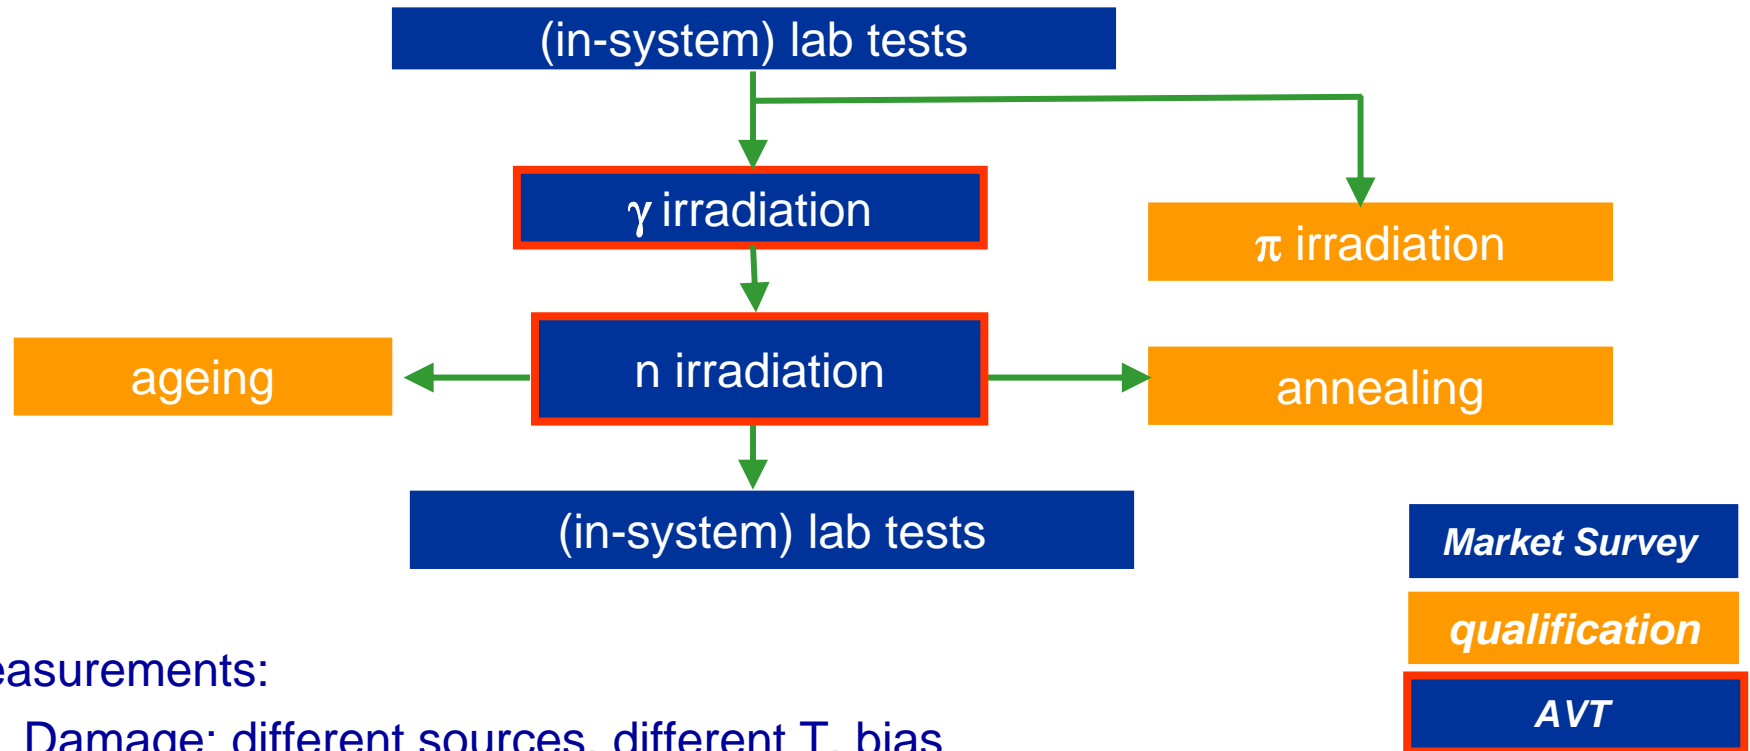 (in-system) lab tests
γ irradiation
π irradiation
ageing
n irradiation
annealing
(in-system) lab tests
Market Survey
qualification
AVT
easurements:
Damage: different sources, different T, bias